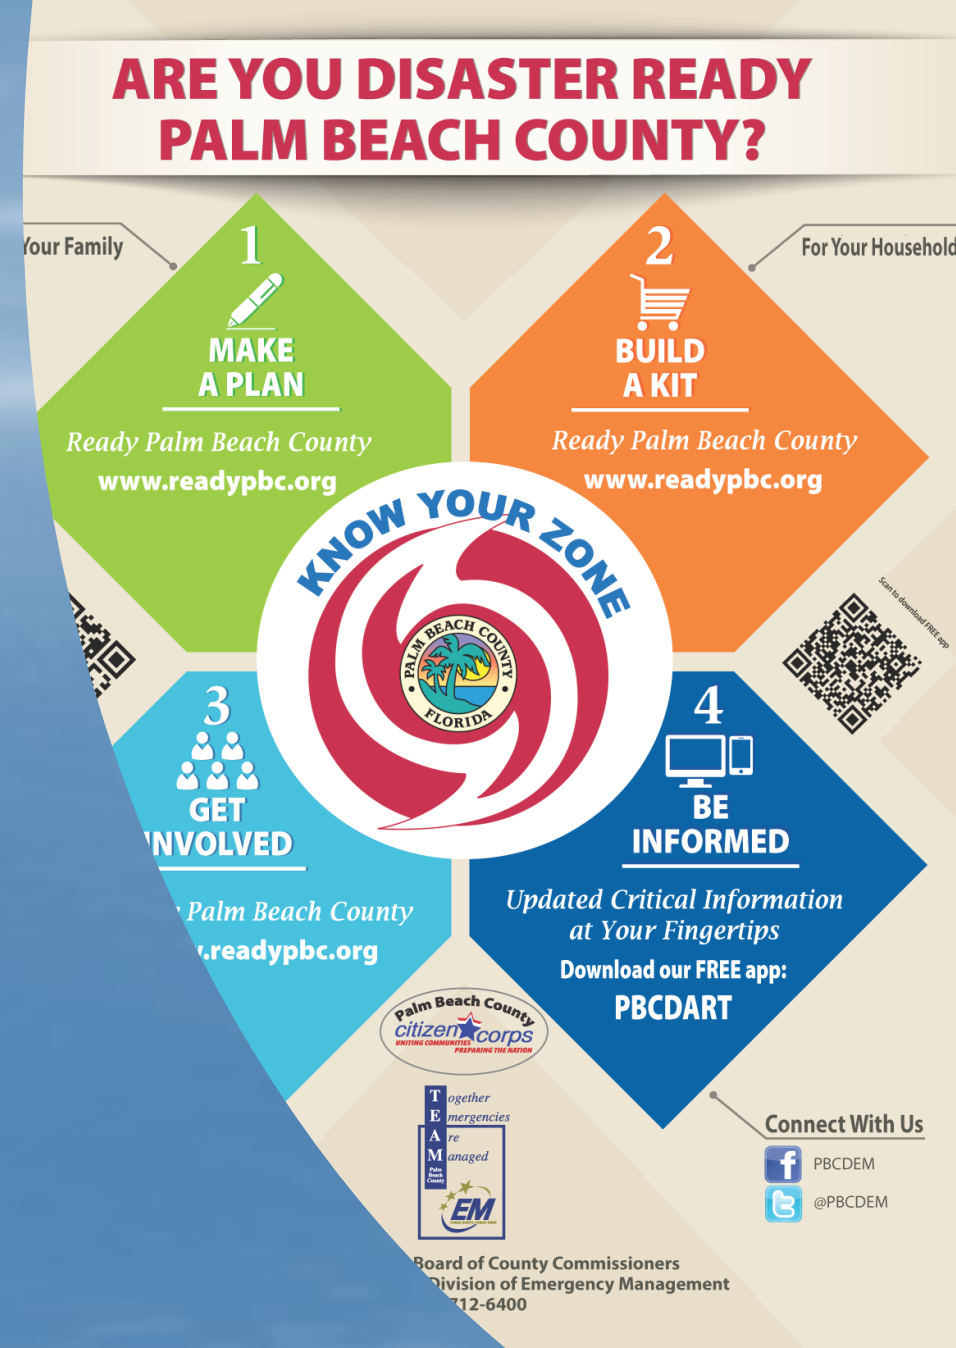 ARE YOU DISASTER READY
PALM BEACH COUNTY?
Your Family
For Your Household
1
MAKE
A PLAN
Ready Palm Beach County
www.readypbc.org
2
BUILD
A KIT
Ready Palm Beach County
www.readypbc.org
KNOW YOUR ZONE
PALM BEACH COUNTY
FLORIDA
Scan to download FREE app
3
GET
INVOLVED
Palm Beach County
.readypbc.org
4
BE
INFORMED
Updated Critical Information
at Your Fingertips
Download our FREE app:
PBCDART
Palm Beach County
citizen corps
UNITING COMMUNITIES
PREPARING THE NATION
Together
Emergencies
Are
Managed
Palm
Beach
County
EM
Connect With Us
PBCDEM
@PBCDEM
Board of County Commissioners
Division of Emergency Management
712-6400